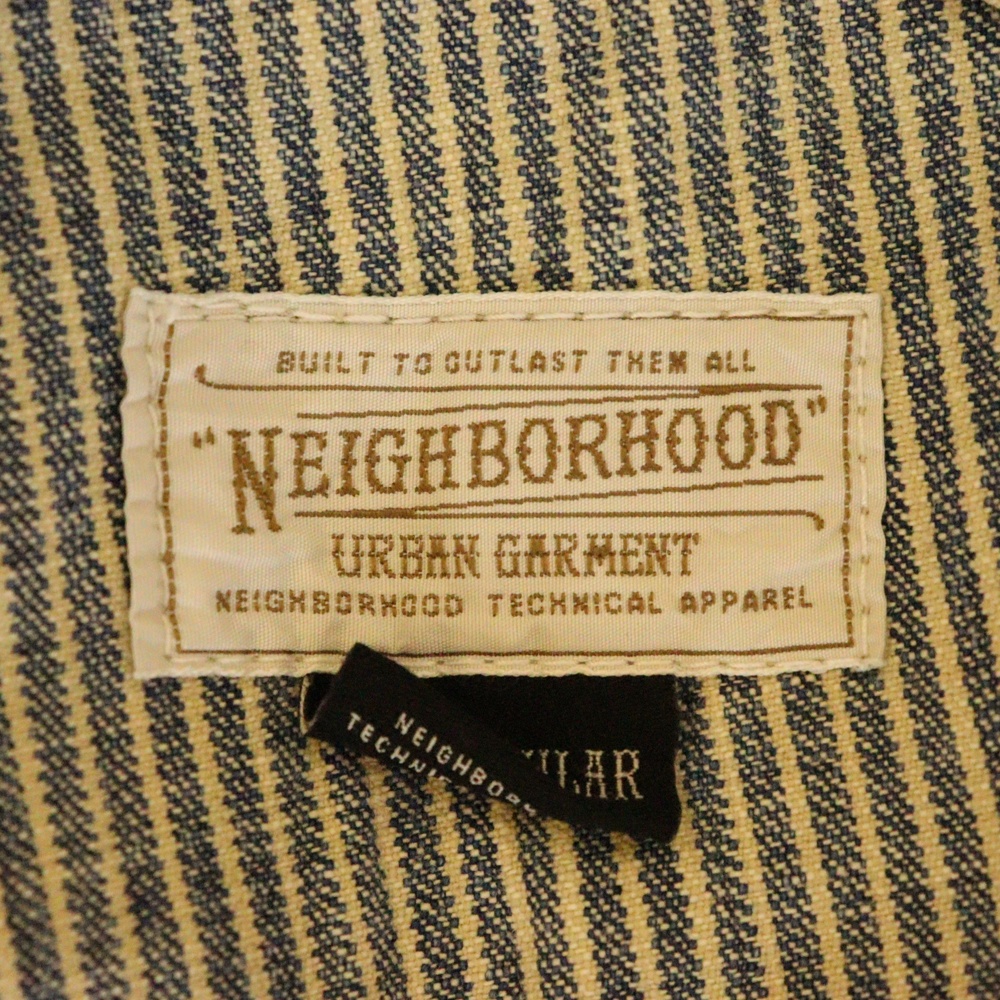 BUILT TO OUTLAST THEM ALL
"NEIGHBORHOOD"
URBAN GARMENT
NEIGHBORHOOD TECHNICAL APPAREL